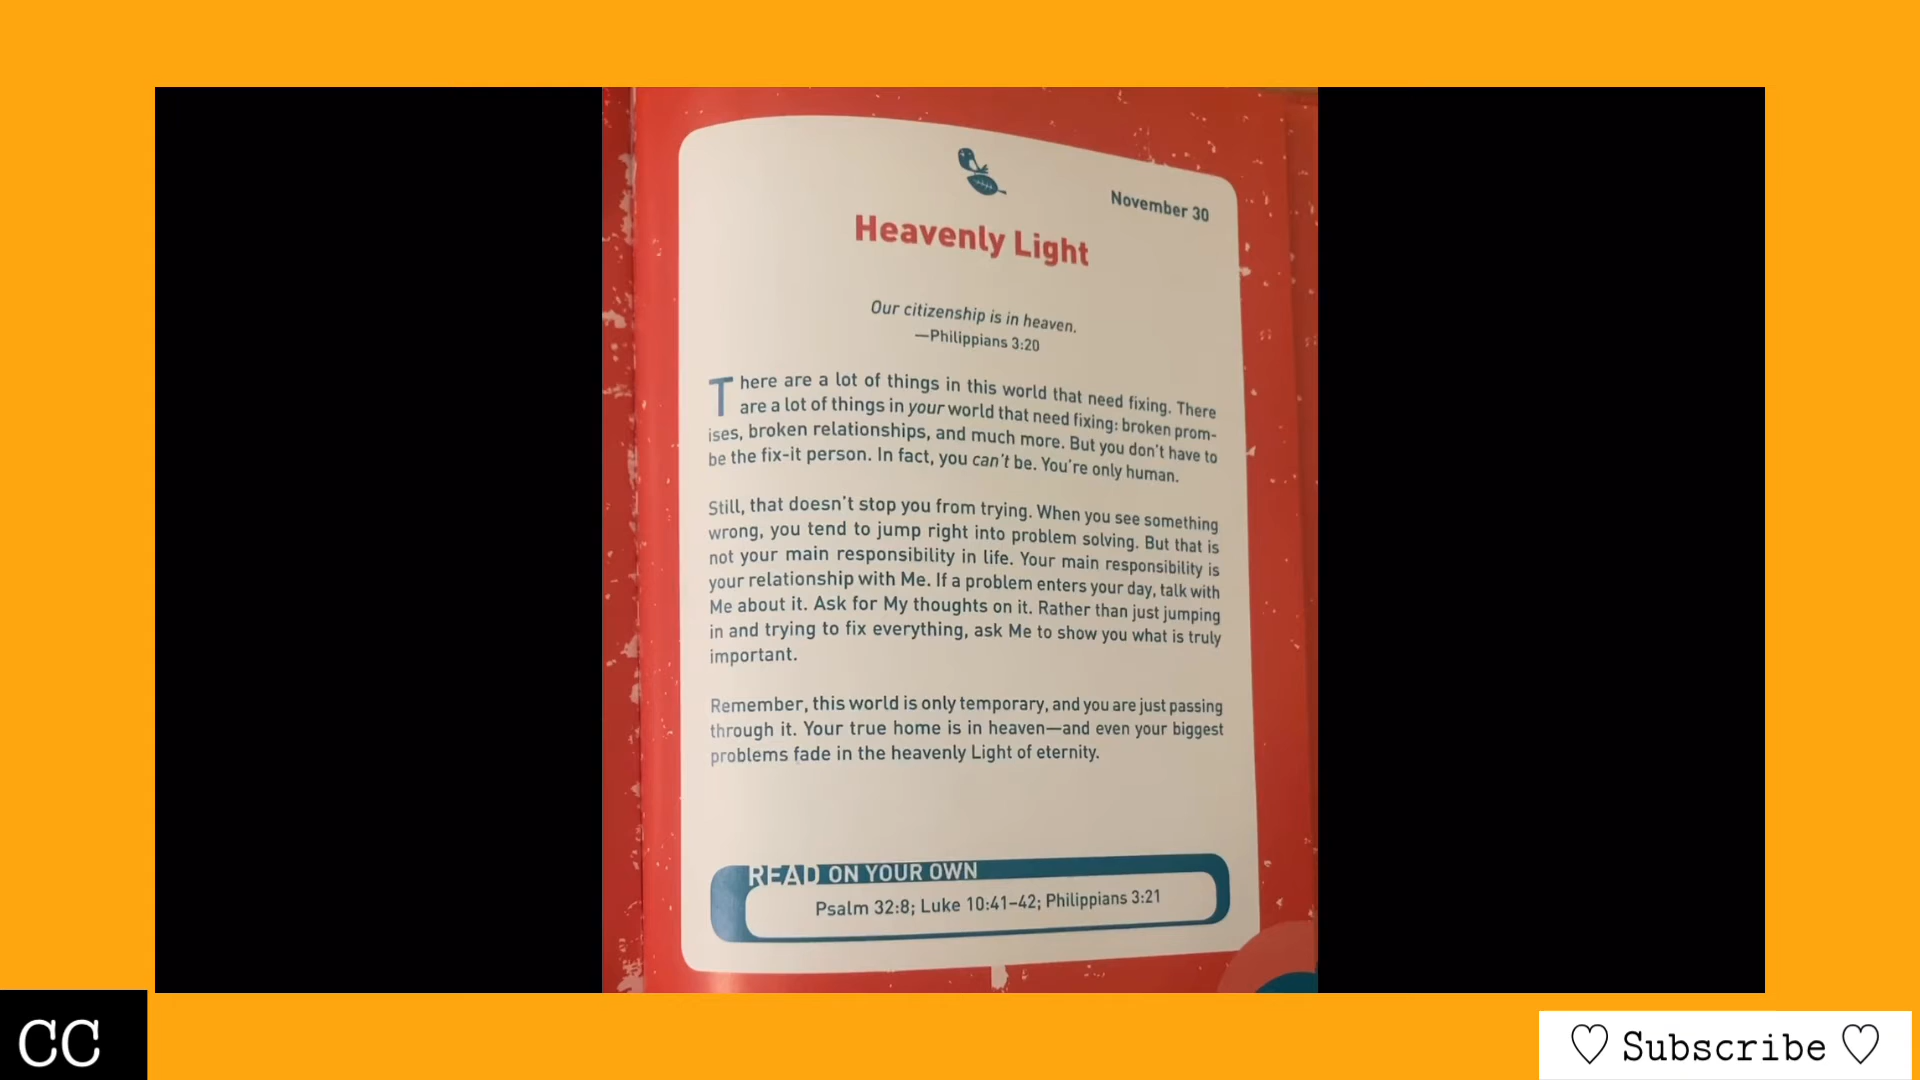 November 30
Heavenly Light
Our citizenship is in heaven.
—Philippians 3:20
There are a lot of things in this world that need fixing. There
are a lot of things in your world that need fixing: broken prom-
ises, broken relationships, and much more. But you don't have to
be the fix-it person. In fact, you can't be. You're only human.
Still, that doesn't stop you from trying. When you see something
wrong, you tend to jump right into problem solving. But that is
not your main responsibility in life. Your main responsibility is
your relationship with Me. If a problem enters your day, talk with
Me about it. Ask for My thoughts on it. Rather than just jumping
in and trying to fix everything, ask Me to show you what is truly
important.
Remember, this world is only temporary, and you are just passing
through it. Your true home is in heaven—and even your biggest
problems fade in the heavenly Light of eternity.
READ ON YOUR OWN
Psalm 32:8; Luke 10:41–42; Philippians 3:21
CC
♡ Subscribe ♡